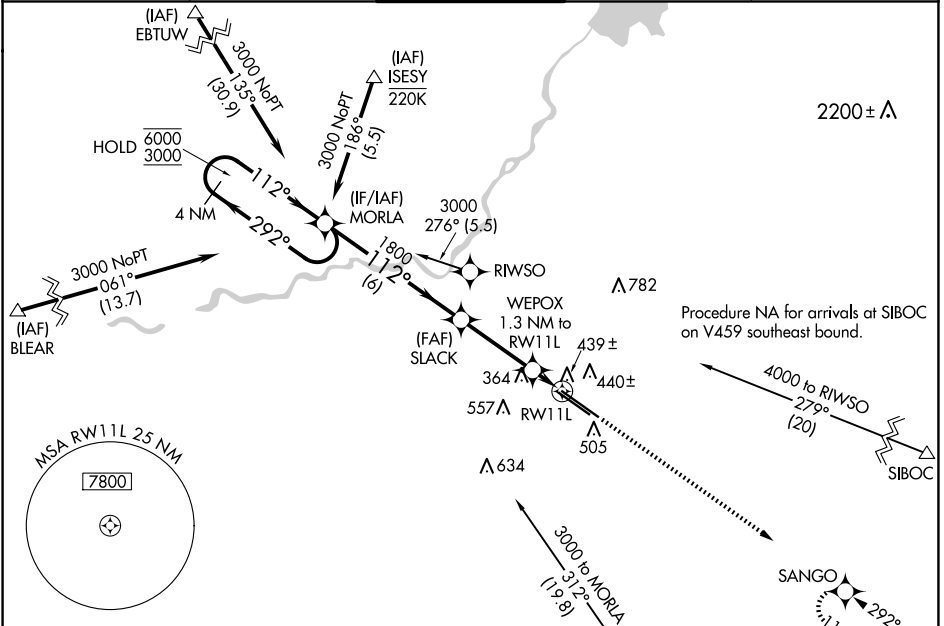 (IAF)
EBTUW
3000 NoPT
135°
(30.9)
(IAF)
ISESY
220K
3000 NoPT
186°
(5.5)
2200 ±
HOLD
6000
3000
112°
292°
4 NM
(IF/IAF)
MORLA
3000
276° (5.5)
1800
112°
(6)
RIWSO
3000 NoPT
061°
(13.7)
(IAF)
BLEAR
782
WEPOX
1.3 NM to
RW11L
(FAF)
SLACK
439 ±
364
440±
557
RW11L
505
634
Procedure NA for arrivals at SIBOC
on V459 southeast bound.
4000 to RIWSO
279°
(20)
SIBOC
MSA RW11L 25 NM
7800
3000 to MORLA
312°
(19.8)
SANGO
292°